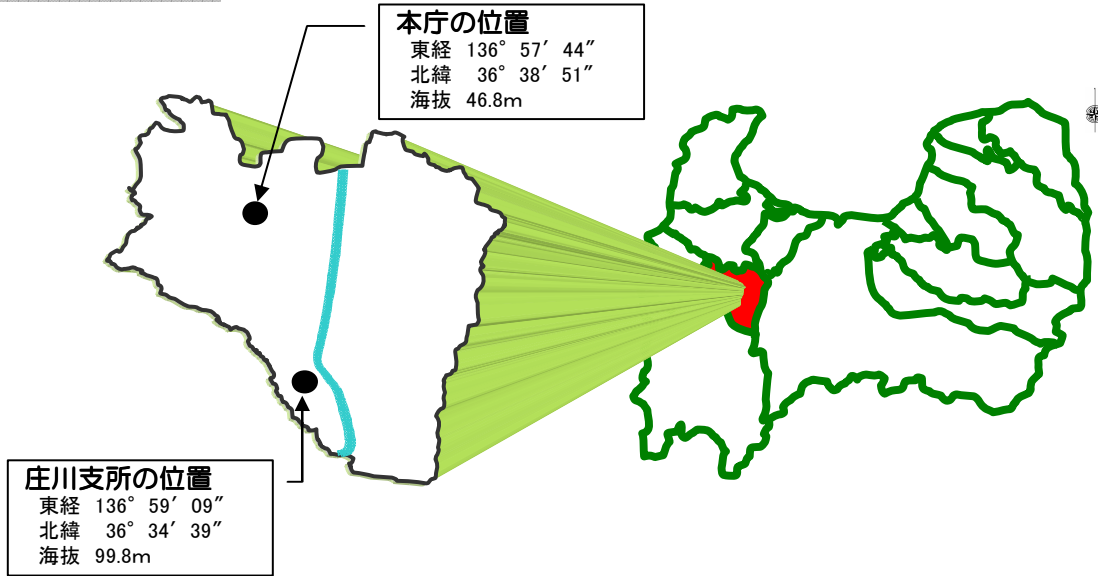 本庁の位置
東経 136° 57′ 44″
北緯 36° 38′ 51″
海抜 46.8m
庄川支所の位置
東経 136° 59′ 09″
北緯 36° 34′ 39″
海抜 99.8m